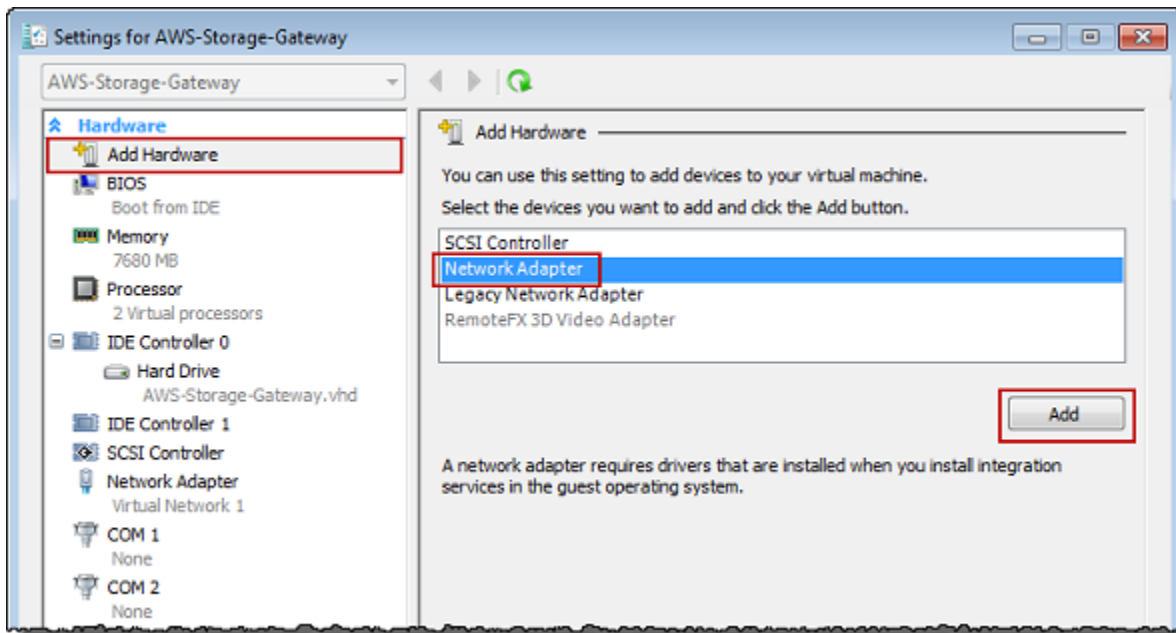 Settings for AWS-Storage-Gateway
AWS-Storage-Gateway
Hardware
Add Hardware
BIOS
Boot from IDE
Memory
7680 MB
Processor
2 Virtual processors
IDE Controller 0
Hard Drive
AWS-Storage-Gateway.vhd
IDE Controller 1
SCSI Controller
Network Adapter
Virtual Network 1
COM 1
None
COM 2
None
Add Hardware
You can use this setting to add devices to your virtual machine.
Select the devices you want to add and click the Add button.
SCSI Controller
Network Adapter
Legacy Network Adapter
RemoteFX 3D Video Adapter
Add
A network adapter requires drivers that are installed when you install integration
services in the guest operating system.